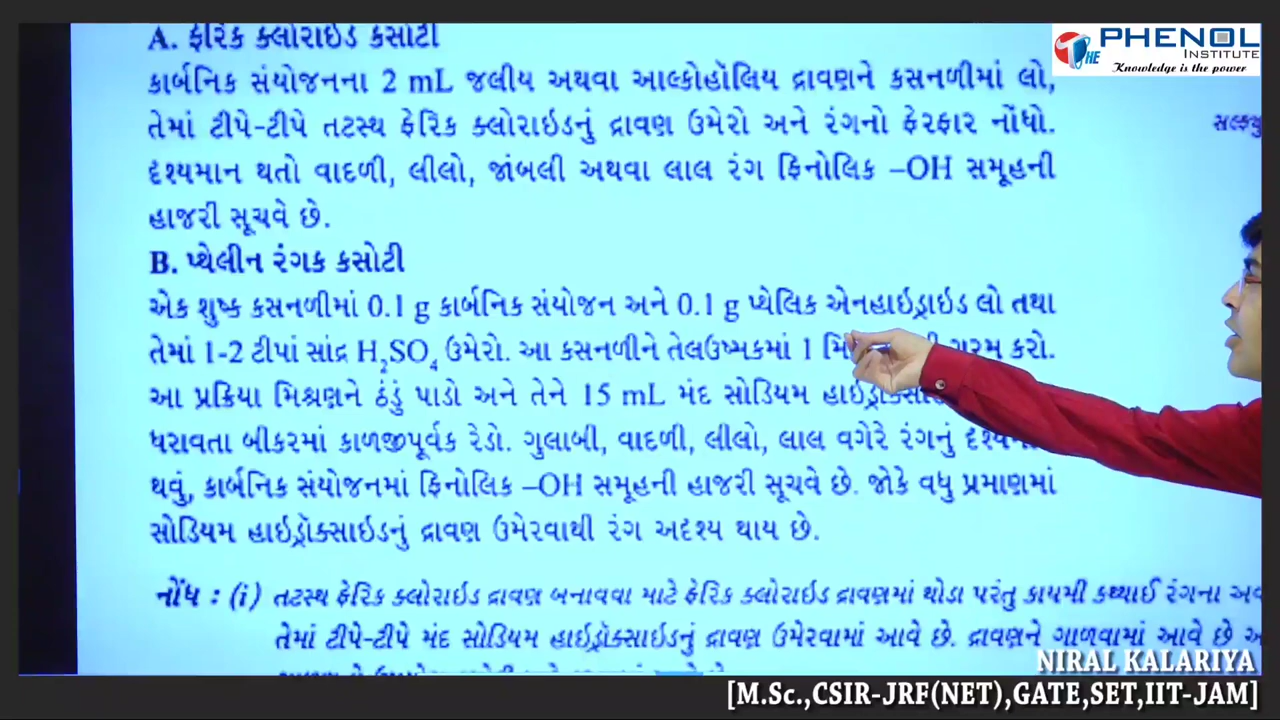 A. ફેરિક ક્લોરાઇડ કસોટી
કાર્બનિક સંયોજનના 2 mL જલીય અથવા આલ્કોહૉલિય દ્રાવણને કસનળીમાં લો,
તેમાં ટીપે-ટીપે તટસ્થ ફેરિક ક્લોરાઇડનું દ્રાવણ ઉમેરો અને રંગનો ફેરફાર નોંધો.
દૃશ્યમાન થતો વાદળી, લીલો, જાંબલી અથવા લાલ રંગ ફિનોલિક –OH સમૂહની
હાજરી સૂચવે છે.
B. પ્થેલીન રંગક કસોટી
એક શુષ્ક કસનળીમાં 0.1 g કાર્બનિક સંયોજન અને 0.1 g પ્થેલિક એનહાઇડ્રાઇડ લો તથા
તેમાં 1-2 ટીપાં સાંદ્ર H₂SO₄ ઉમેરો. આ કસનળીને તેલઉષ્મકમાં 1 ગરમ કરો.
આ પ્રક્રિયા મિશ્રણને ઠંડું પાડો અને તેને 15 mL મંદ સોડિયમ
ધરાવતા બીકરમાં કાળજીપૂર્વક રેડો. ગુલાબી, વાદળી, લીલો, લાલ વગેરે રંગનું
થવું, કાર્બનિક સંયોજનમાં ફિનોલિક –OH સમૂહની હાજરી સૂચવે છે. જોકે વધુ પ્રમાણમાં
સોડિયમ હાઇડ્રૉક્સાઇડનું દ્રાવણ ઉમેરવાથી રંગ અદૃશ્ય થાય છે.
નોંધ : (i) તટસ્થ ફેરિક ક્લોરાઇડ દ્રાવણ બનાવવા માટે ફેરિક ક્લોરાઇડ દ્રાવણમાં થોડા પરંતુ કાયમી કથ્થાઈ રંગના
તેમાં ટીપે-ટીપે મંદ સોડિયમ હાઇડ્રૉક્સાઇડનું દ્રાવણ ઉમેરવામાં આવે છે. દ્રાવણને ગાળવામાં આવે છે
THE PHENOL
INSTITUTE
Knowledge is the power
NIRAL KALARIYA
[M.Sc.,CSIR-JRF(NET),GATE,SET,IIT-JAM]